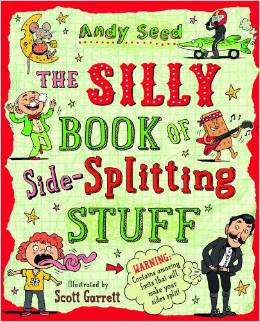 Andy Seed
THE SILLY
BOOK OF
Side-Splitting
STUFF
WARNING:
Contains amazing
facts that will
make your
sides split!
Illustrated by
Scott Garrett